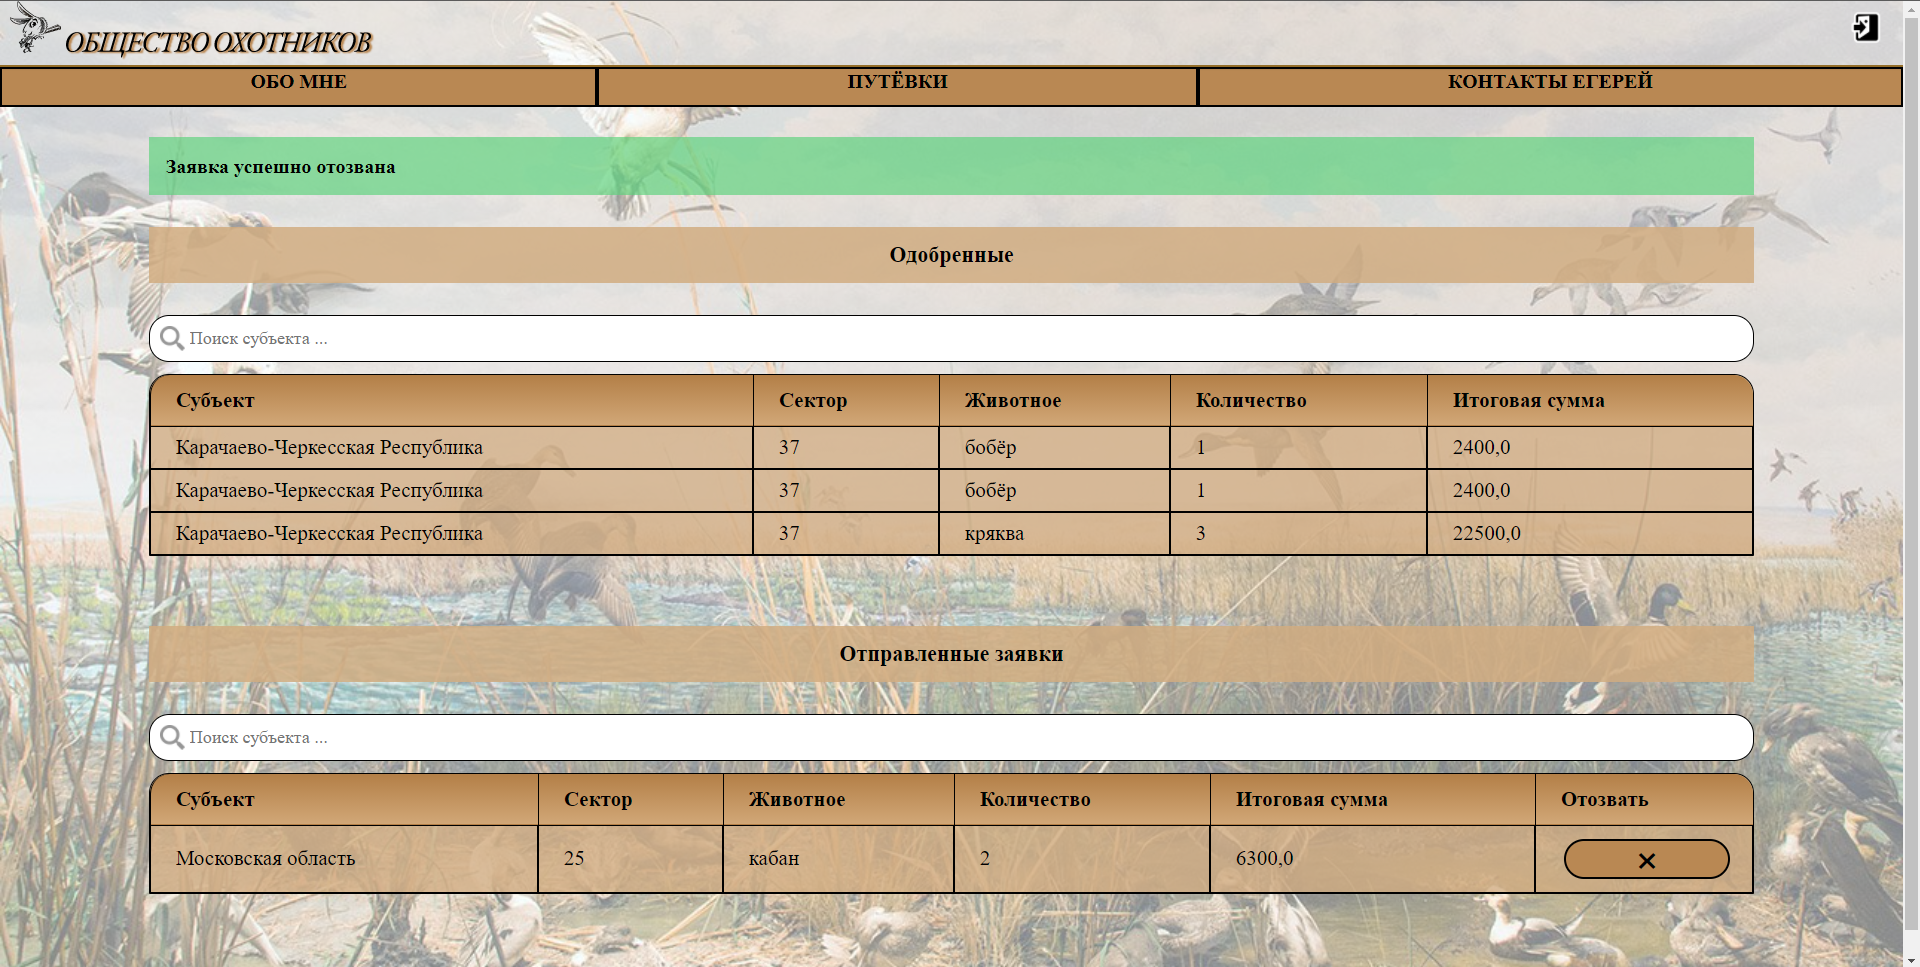 ОБЩЕСТВО ОХОТНИКОВ
ОБО МНЕ ПУТЁВКИ КОНТАКТЫ ЕГЕРЕЙ
Заявка успешно отозвана
Одобренные
Поиск субъекта ...
Субъект Сектор Животное Количество Итоговая сумма
Карачаево-Черкесская Республика 37 бобёр 1 2400,0
Карачаево-Черкесская Республика 37 бобёр 1 2400,0
Карачаево-Черкесская Республика 37 кряква 3 22500,0
Отправленные заявки
Поиск субъекта ...
Субъект Сектор Животное Количество Итоговая сумма Отозвать
Московская область 25 кабан 2 6300,0